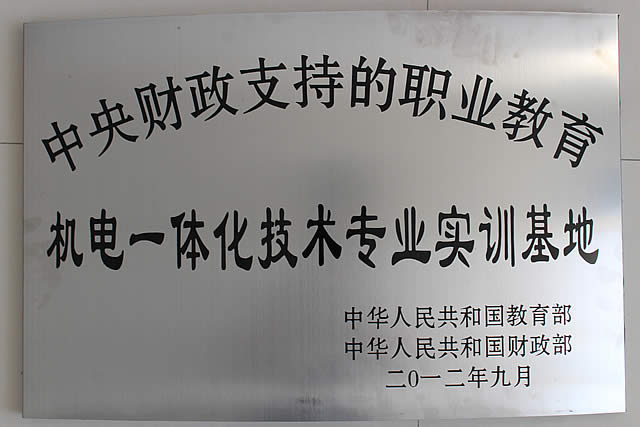 中央财政支持的职业教育
机电一体化技术专业实训基地
中华人民共和国教育部
中华人民共和国财政部
二〇一二年九月